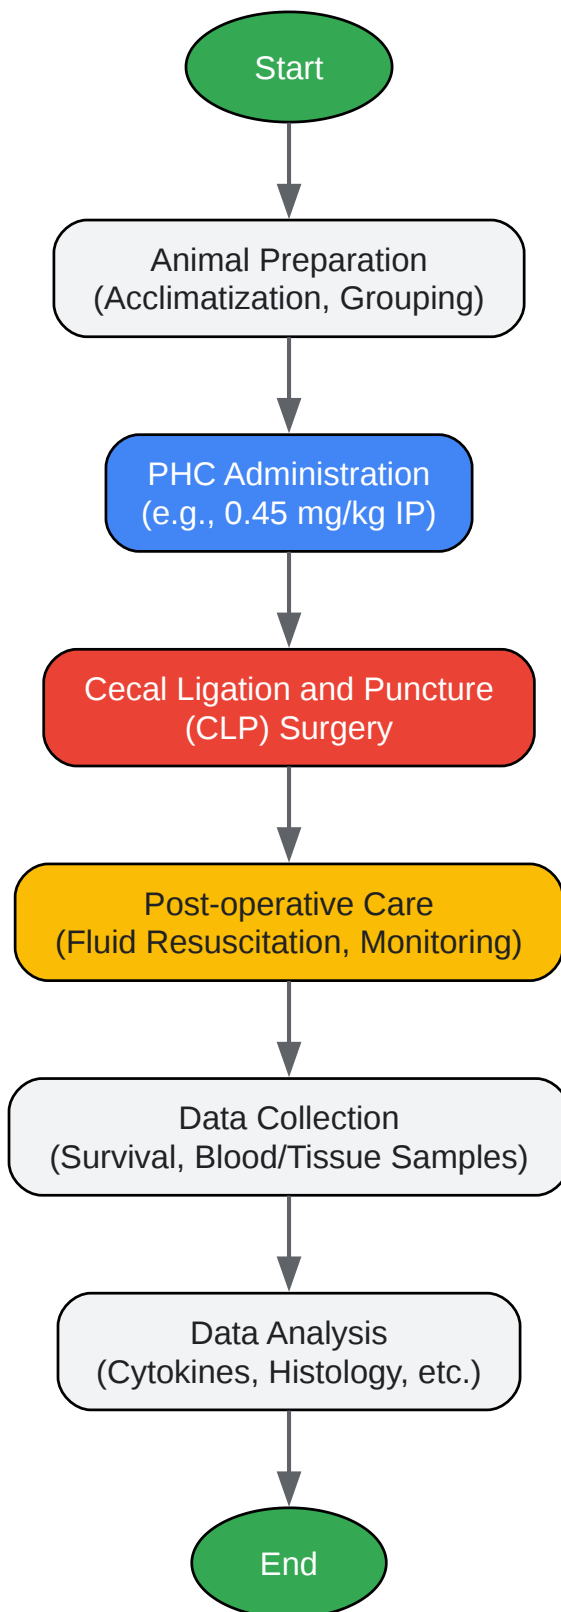 Start
Animal Preparation
(Acclimatization, Grouping)
PHC Administration
(e.g., 0.45 mg/kg IP)
Cecal Ligation and Puncture
(CLP) Surgery
Post-operative Care
(Fluid Resuscitation, Monitoring)
Data Collection
(Survival, Blood/Tissue Samples)
Data Analysis
(Cytokines, Histology, etc.)
End